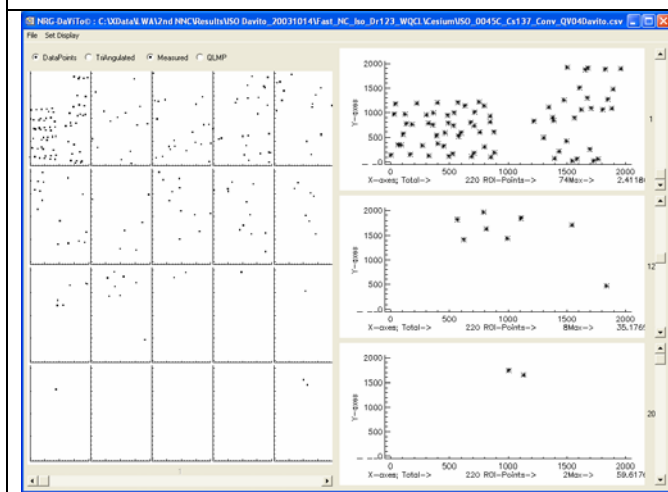 NRG-DaViTo© : C:\XData\LWA\2nd NNC\Results\ISO Davito_20031014\Fast_NC_Iso_Dr123_WQCL\Cesium\ISO_0045C_Cs137_Conv_QV04Davito.csv
File Set Display
DataPoints TriAngulated Measured QLMP
2000
1500
1000
500
0
Y-axes
0 500 1000 1500 2000
X-axes; Total-> 220 ROI-Points-> 74Max-> 2.4118
1
2000
1500
1000
500
0
Y-axes
0 500 1000 1500 2000
X-axes; Total-> 220 ROI-Points-> 8Max-> 35.176
12
2000
1500
1000
500
0
Y-axes
0 500 1000 1500 2000
X-axes; Total-> 220 ROI-Points-> 2Max-> 59.617
20